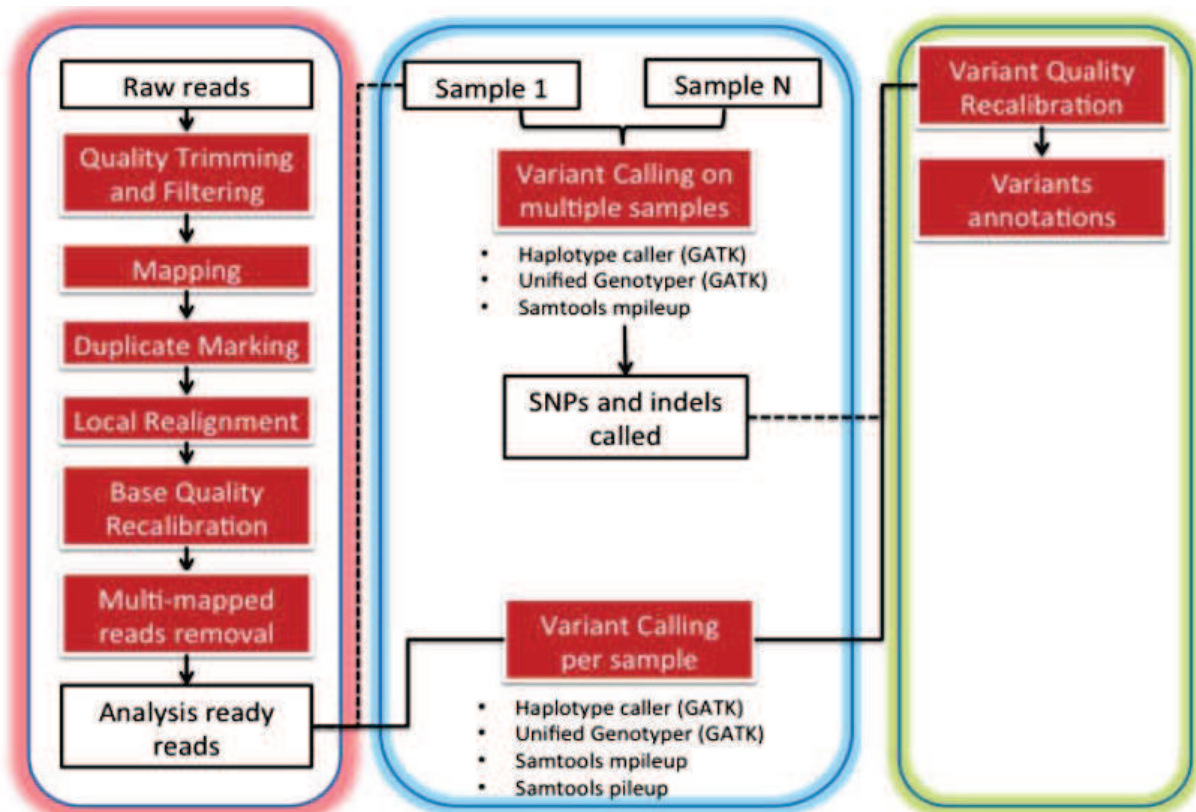 Raw reads
Quality Trimming
and Filtering
Mapping
Duplicate Marking
Local Realignment
Base Quality
Recalibration
Multi-mapped
reads removal
Analysis ready
reads
Sample 1
Sample N
Variant Calling on
multiple samples
• Haplotype caller (GATK)
• Unified Genotyper (GATK)
• Samtools mpileup
SNPs and indels
called
Variant Calling
per sample
• Haplotype caller (GATK)
• Unified Genotyper (GATK)
• Samtools mpileup
• Samtools pileup
Variant Quality
Recalibration
Variants
annotations